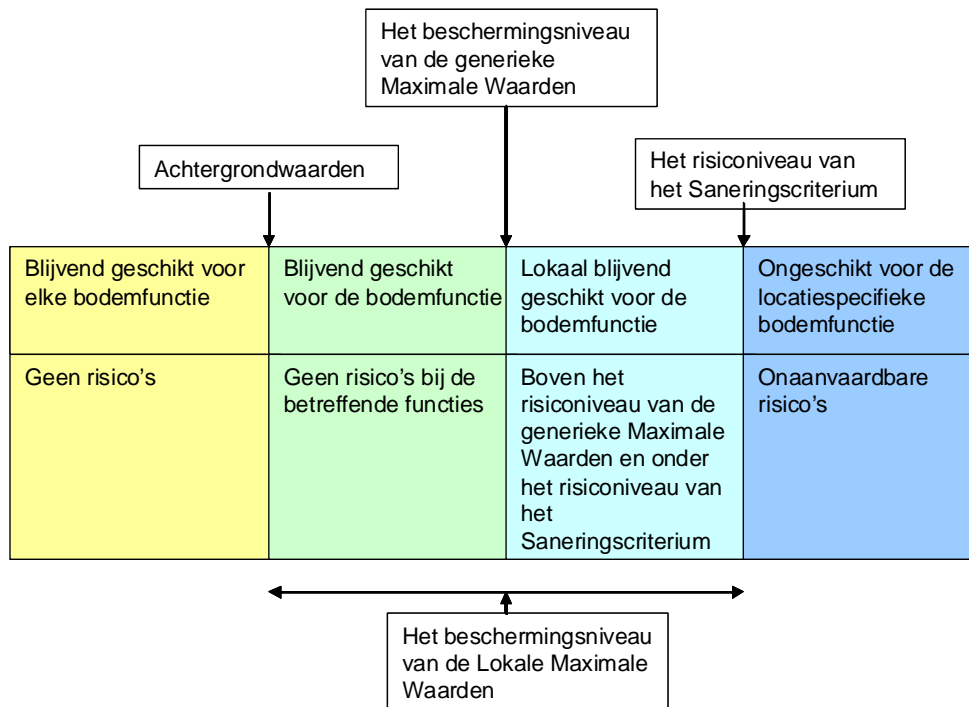 Het beschermingsniveau
van de generieke
Maximale Waarden
Achtergrondwaarden
Het risiconiveau van
het Saneringscriterium
Blijvend geschikt voor
elke bodemfunctie
Blijvend geschikt
voor de bodemfunctie
Lokaal blijvend
geschikt voor de
bodemfunctie
Ongeschikt voor de
locatiespecifieke
bodemfunctie
Geen risico's
Geen risico's bij de
betreffende functies
Boven het
risiconiveau van de
generieke Maximale
Waarden en onder
het risiconiveau van
het
Saneringscriterium
Onaanvaardbare
risico's
Het beschermingsniveau
van de Lokale Maximale
Waarden